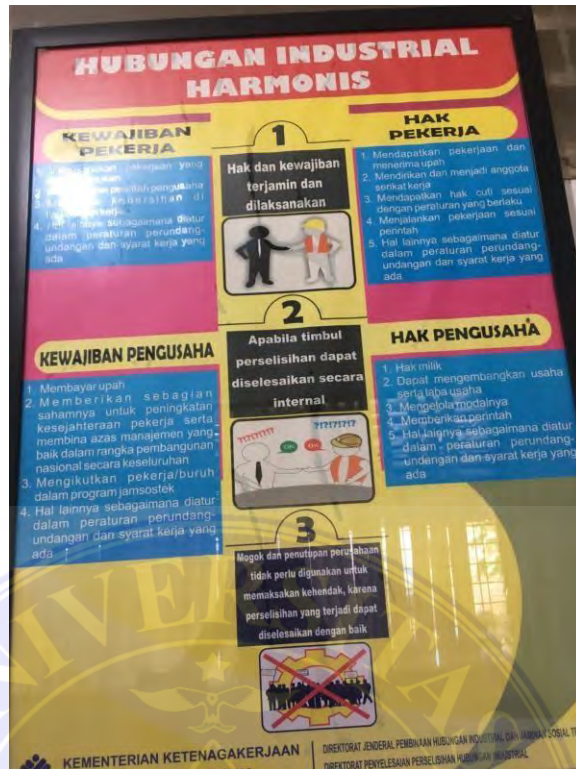 HUBUNGAN INDUSTRIAL
HARMONIS
KEWAJIBAN
PEKERJA
pekerjaan yang
perintah pengusaha
3.
di
4.
sebagaimana diatur
dalam peraturan perundang-
undangan dan syarat kerja yang
ada
1
Hak dan kewajiban
terjamin dan
dilaksanakan
HAK
PEKERJA
1. Mendapatkan pekerjaan dan
menerima upah
2. Mendirikan dan menjadi anggota
serikat kerja
3. Mendapatkan hak cuti sesuai
dengan peraturan yang berlaku
4. Menjalankan pekerjaan sesuai
perintah
5. Hal lainnya sebagaimana diatur
dalam peraturan perundang-
undangan dan syarat kerja yang
ada
KEWAJIBAN PENGUSAHA
1. Membayar upah
2. Memberikan sebagian
sahamnya untuk peningkatan
kesejahteraan pekerja serta
membina azas manajemen yang
baik dalam rangka pembangunan
nasional secara keseluruhan
3. Mengikutkan pekerja/buruh
dalam program jamsostek
4. Hal lainnya sebagaimana diatur
dalam peraturan perundang-
undangan dan syarat kerja yang
ada
2
Apabila timbul
perselisihan dapat
diselesaikan secara
internal
HAK PENGUSAHA
1. Hak milik
2. Dapat mengembangkan usaha
serta laba usaha
3. Mengelola modalnya
4. Memberikan perintah
5. Hal lainnya sebagaimana diatur
dalam peraturan perundang-
undangan dan syarat kerja yang
ada
3
Mogok dan penutupan perusahaan
tidak perlu digunakan untuk
memaksakan kehendak, karena
perselisihan yang terjadi dapat
diselesaikan dengan baik
KEMENTERIAN KETENAGAKERJAAN
DIREKTORAT JENDERAL PEMBINAAN HUBUNGAN INDUSTRIAL DAN JAMINAN SOSIAL
DIREKTORAT PENYELESAIAN PERSELISIHAN HUBUNGAN INDUSTRIAL